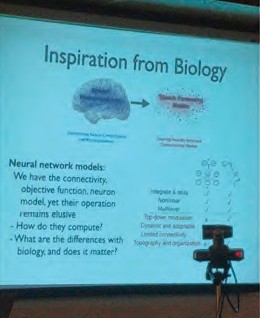 Inspiration from Biology
Neural network models:
We have the connectivity,
objective function, neuron
model, yet their operation
remains elusive
- How do they compute?
- What are the differences with
biology, and does it matter?
Integrate & relay
Nonlinear
Multilayer
Top-down modulation
Dynamic and adaptable
Limited connectivity
Topography and organization